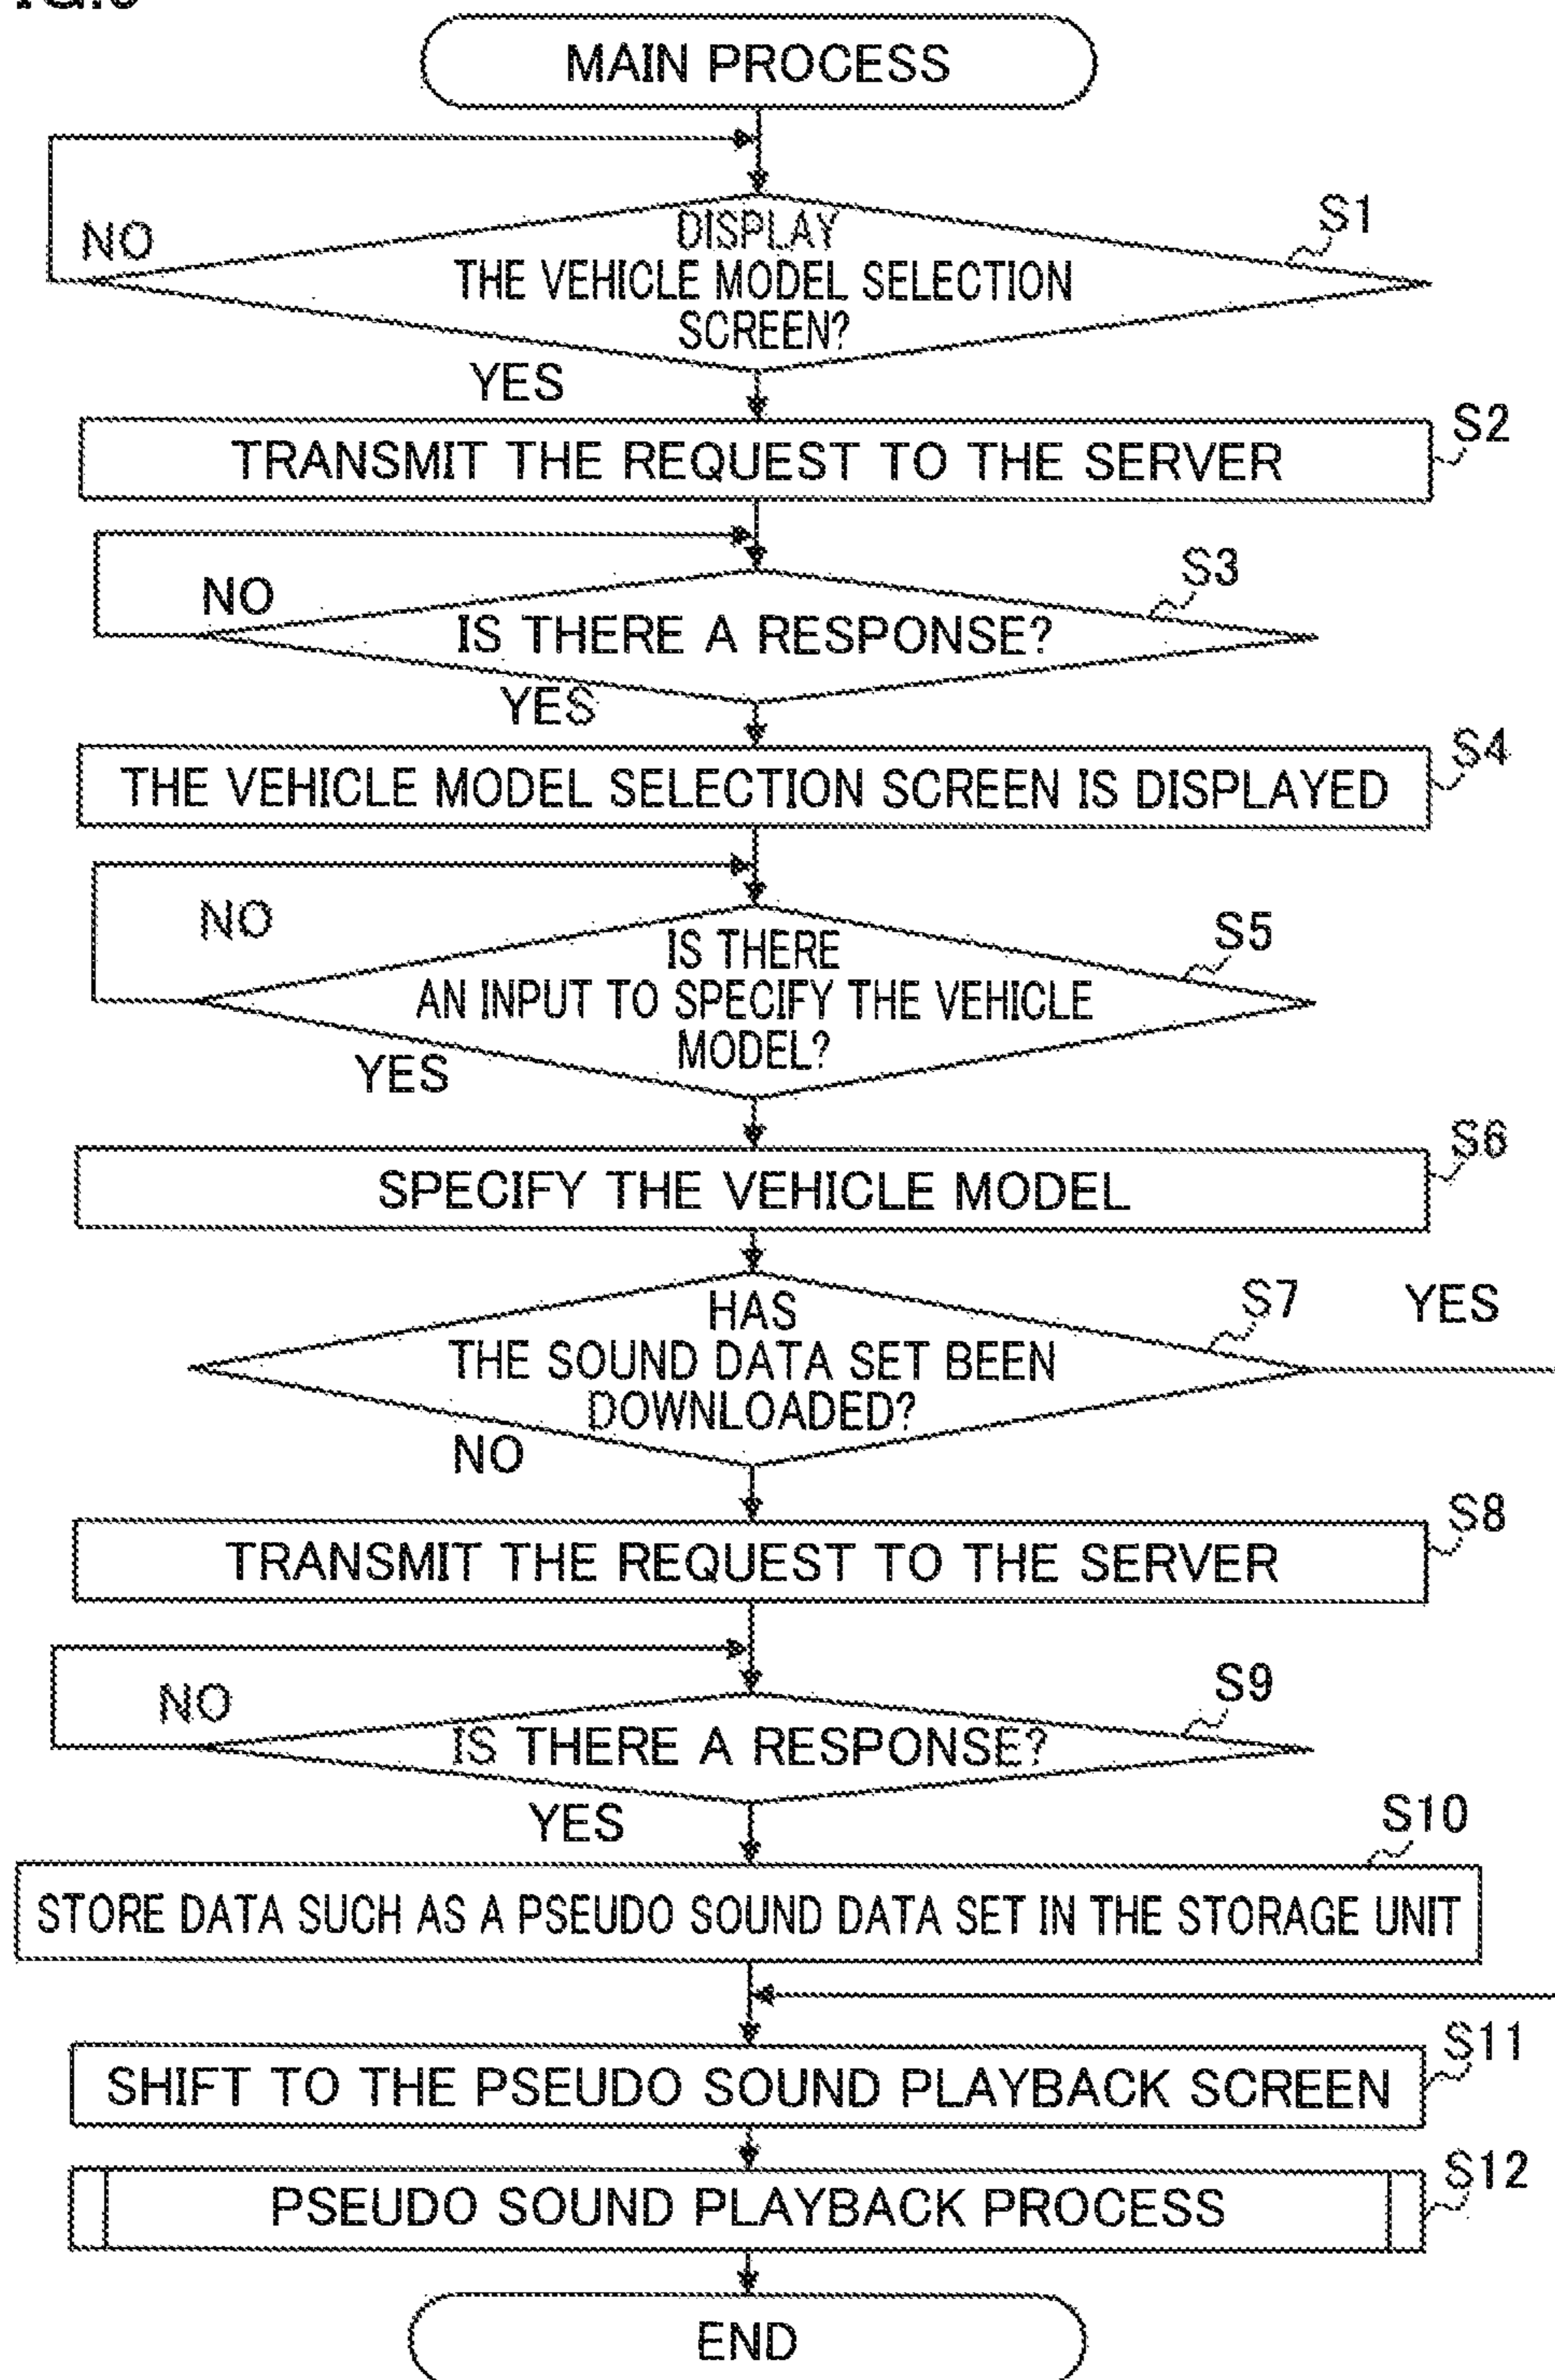 MAIN PROCESS
NO
S1
DISPLAY
THE VEHICLE MODEL SELECTION
SCREEN?
YES
S2
TRANSMIT THE REQUEST TO THE SERVER
S3
NO
IS THERE A RESPONSE?
YES
S4
THE VEHICLE MODEL SELECTION SCREEN IS DISPLAYED
NO
S5
IS THERE
AN INPUT TO SPECIFY THE VEHICLE
MODEL?
YES
S6
SPECIFY THE VEHICLE MODEL
S7
YES
HAS
THE SOUND DATA SET BEEN
DOWNLOADED?
NO
S8
TRANSMIT THE REQUEST TO THE SERVER
S9
NO
IS THERE A RESPONSE?
YES
S10
STORE DATA SUCH AS A PSEUDO SOUND DATA SET IN THE STORAGE UNIT
S11
SHIFT TO THE PSEUDO SOUND PLAYBACK SCREEN
S12
PSEUDO SOUND PLAYBACK PROCESS
END